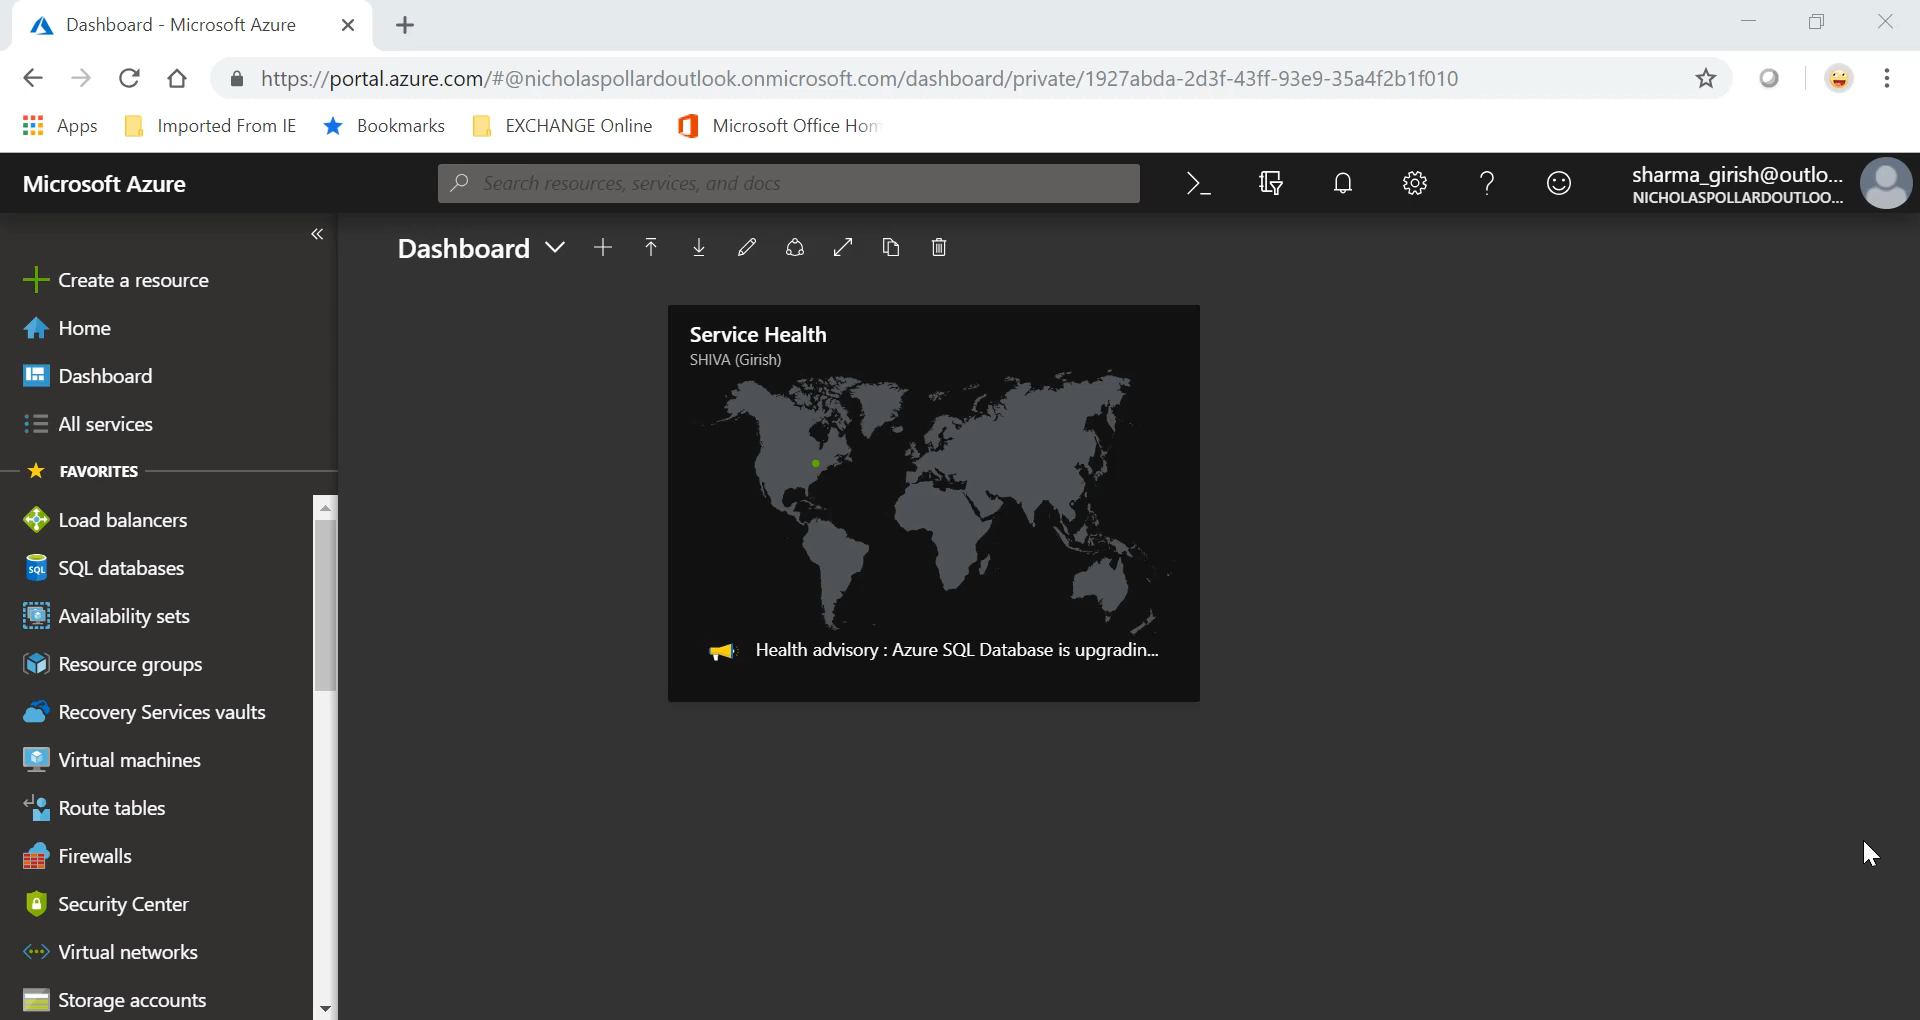 Dashboard - Microsoft Azure
https://portal.azure.com/#@nicholaspollardoutlook.onmicrosoft.com/dashboard/private/1927abda-2d3f-43ff-93e9-35a4f2b1f010
Apps Imported From IE Bookmarks EXCHANGE Online Microsoft Office Hom
Microsoft Azure
Search resources, services, and docs
sharma_girish@outlo...
NICHOLASPOLLARDOUTLOO...
Dashboard
Create a resource
Home
Dashboard
All services
FAVORITES
Load balancers
SQL databases
Availability sets
Resource groups
Recovery Services vaults
Virtual machines
Route tables
Firewalls
Security Center
Virtual networks
Storage accounts
Service Health
SHIVA (Girish)
Health advisory : Azure SQL Database is upgradin...